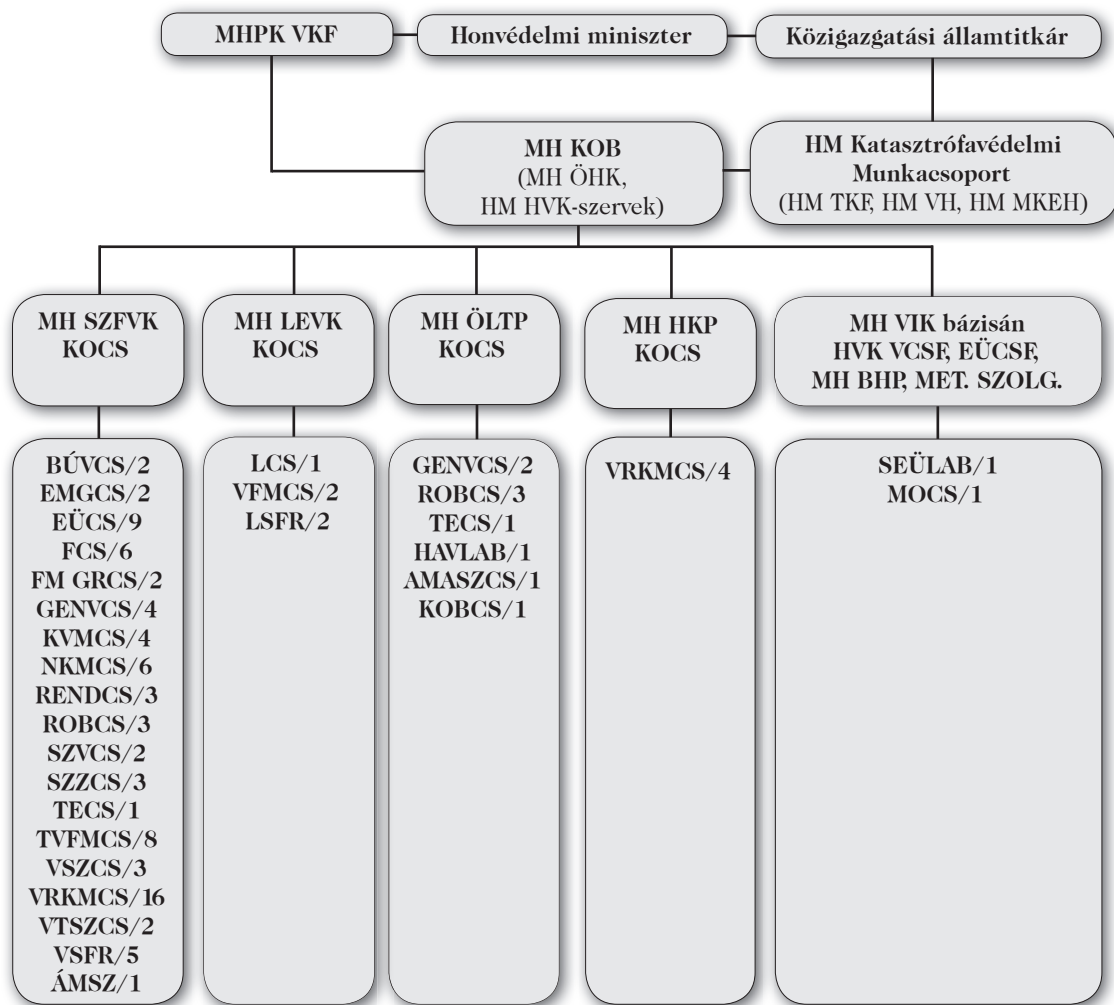 MHPK VKF
Honvédelmi miniszter
Közigazgatási államtitkár
MH KOB
(MH ÖHK,
HM HVK-szervek)
HM Katasztrófavédelmi
Munkacsoport
(HM TKF, HM VH, HM MKEH)
MH SZFVK
KOCS
MH LEVK
KOCS
MH ÖLTP
KOCS
MH HKP
KOCS
MH VIK bázisán
HVK VCSF, EÜCSF,
MH BHP, MET. SZOLG.
BÚVCS/2
EMGCS/2
EÜCS/9
FCS/6
FM GRCS/2
GENVCS/4
KVMCS/4
NKMCS/6
RENDCS/3
ROBCS/3
SZVCS/2
SZZCS/3
TECS/1
TVFMCS/8
VSZCS/3
VRKMCS/16
VTSZCS/2
VSFR/5
ÁMSZ/1
LCS/1
VFMCS/2
LSFR/2
GENVCS/2
ROBCS/3
TECS/1
HAVLAB/1
AMASZCS/1
KOBCS/1
VRKMCS/4
SEÜLAB/1
MOCS/1